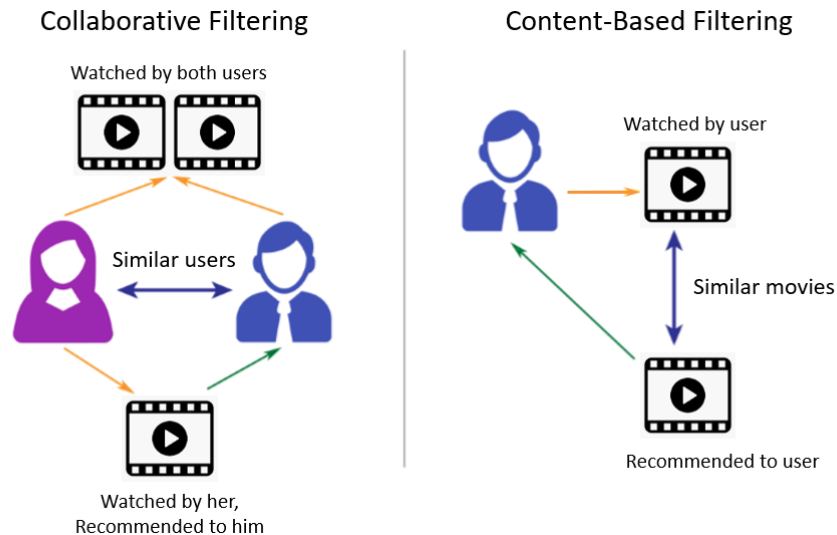 Collaborative Filtering
Watched by both users
Similar users
Watched by her,
Recommended to him
Content-Based Filtering
Watched by user
Similar movies
Recommended to user